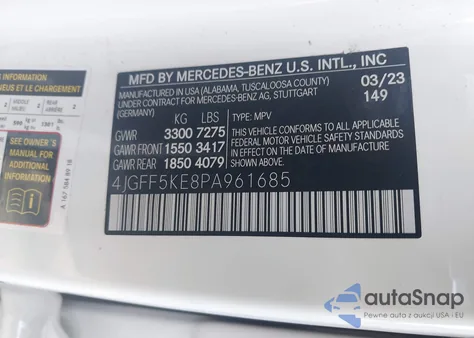 INFORMATION
PNEUS ET LE CHARGEMENT
SEE OWNER'S
MANUAL FOR
ADDITIONAL
INFORMATION
MFD BY MERCEDES-BENZ U.S. INTL., INC
MANUFACTURED IN USA (ALABAMA, TUSCALOOSA COUNTY)
UNDER CONTRACT FOR MERCEDES-BENZ AG, STUTTGART
(GERMANY)
03/23
149
KG LBS
TYPE: MPV
GVWR 3300 7275
GAWR FRONT 1550 3417
GAWR REAR 1850 4079
THIS VEHICLE CONFORMS TO ALL APPLICABLE
FEDERAL MOTOR VEHICLE SAFETY STANDARDS IN
EFFECT ON THE DATE OF MANUFACTURE SHOWN ABOVE.
4JGFF5KE8PA961685
autoSnap
Pewne auta z aukcji USA - EU